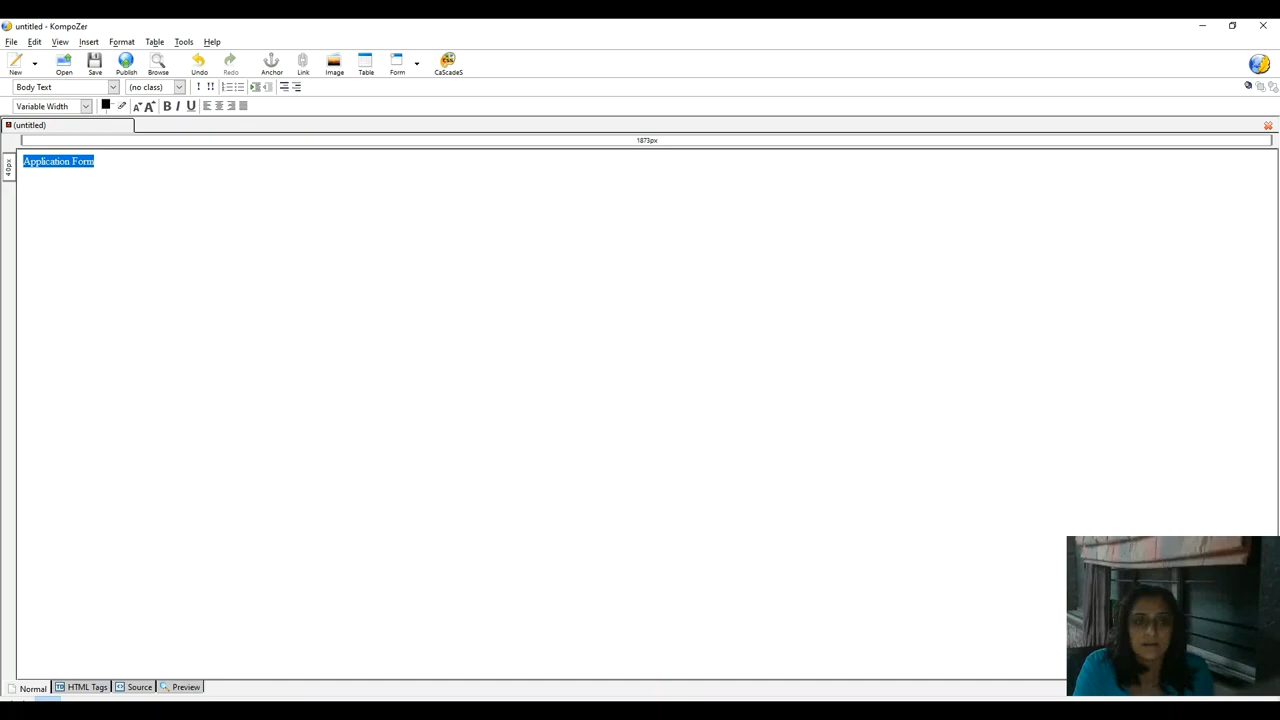 untitled - KompoZer
File Edit View Insert Format Table Tools Help
New Open Save Publish Browse Undo Redo Anchor Link Image Table Form CaScadeS
Body Text (no class)
Variable Width B I U
(untitled)
1873px
40px
Application Form
Normal HTML Tags Source Preview